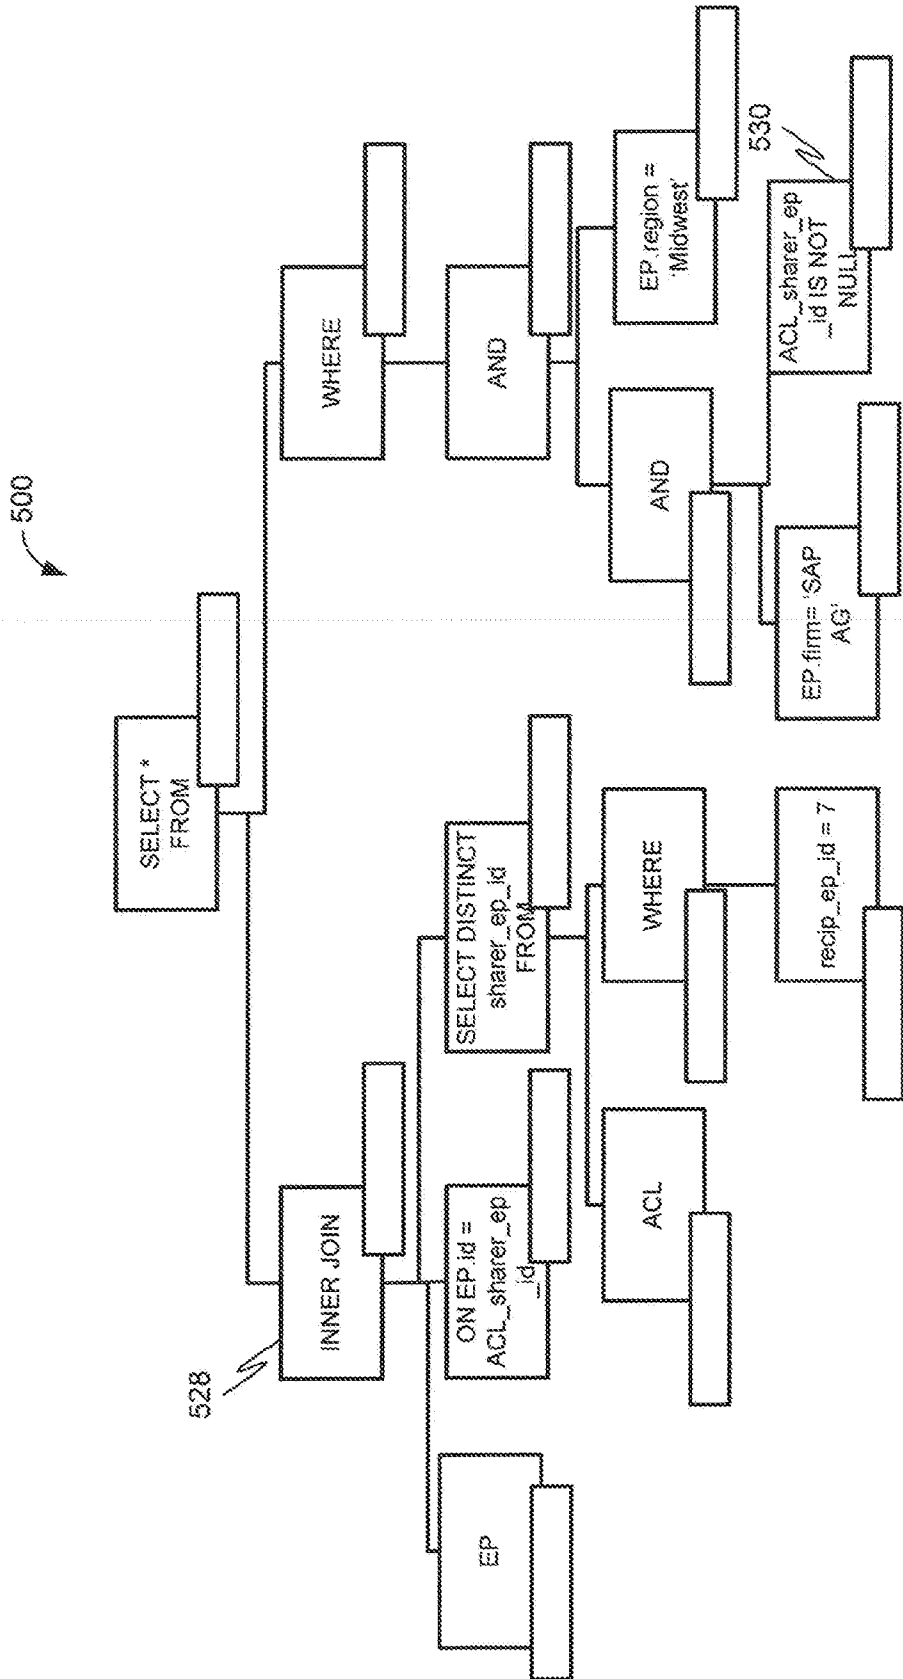 500
SELECT *
FROM
528
INNER JOIN
WHERE
EP
ON EP.id =
ACL_sharer_ep
_id
SELECT DISTINCT
sharer_ep_id
FROM
AND
ACL
WHERE
AND
EP.region =
'Midwest'
recip_ep_id = 7
EP.firm= 'SAP
AG'
ACL_sharer_ep
_id IS NOT
NULL
530